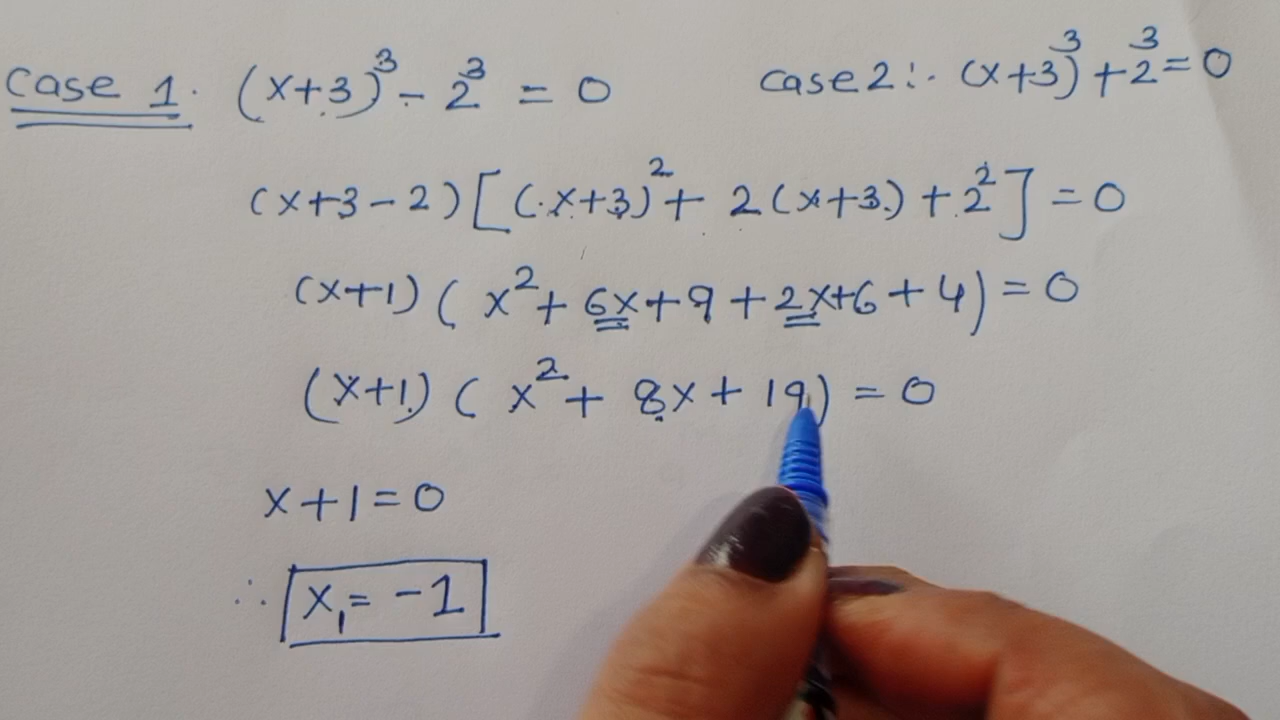 Case 1. (x+3)³ - 2³ = 0
case 2:. (x+3)³ + 2³ = 0
(x+3-2)[(x+3)² + 2(x+3) + 2²] = 0
(x+1)(x² + 6x + 9 + 2x + 6 + 4) = 0
(x+1)(x² + 8x + 19) = 0
x+1=0
∴ x₁ = -1